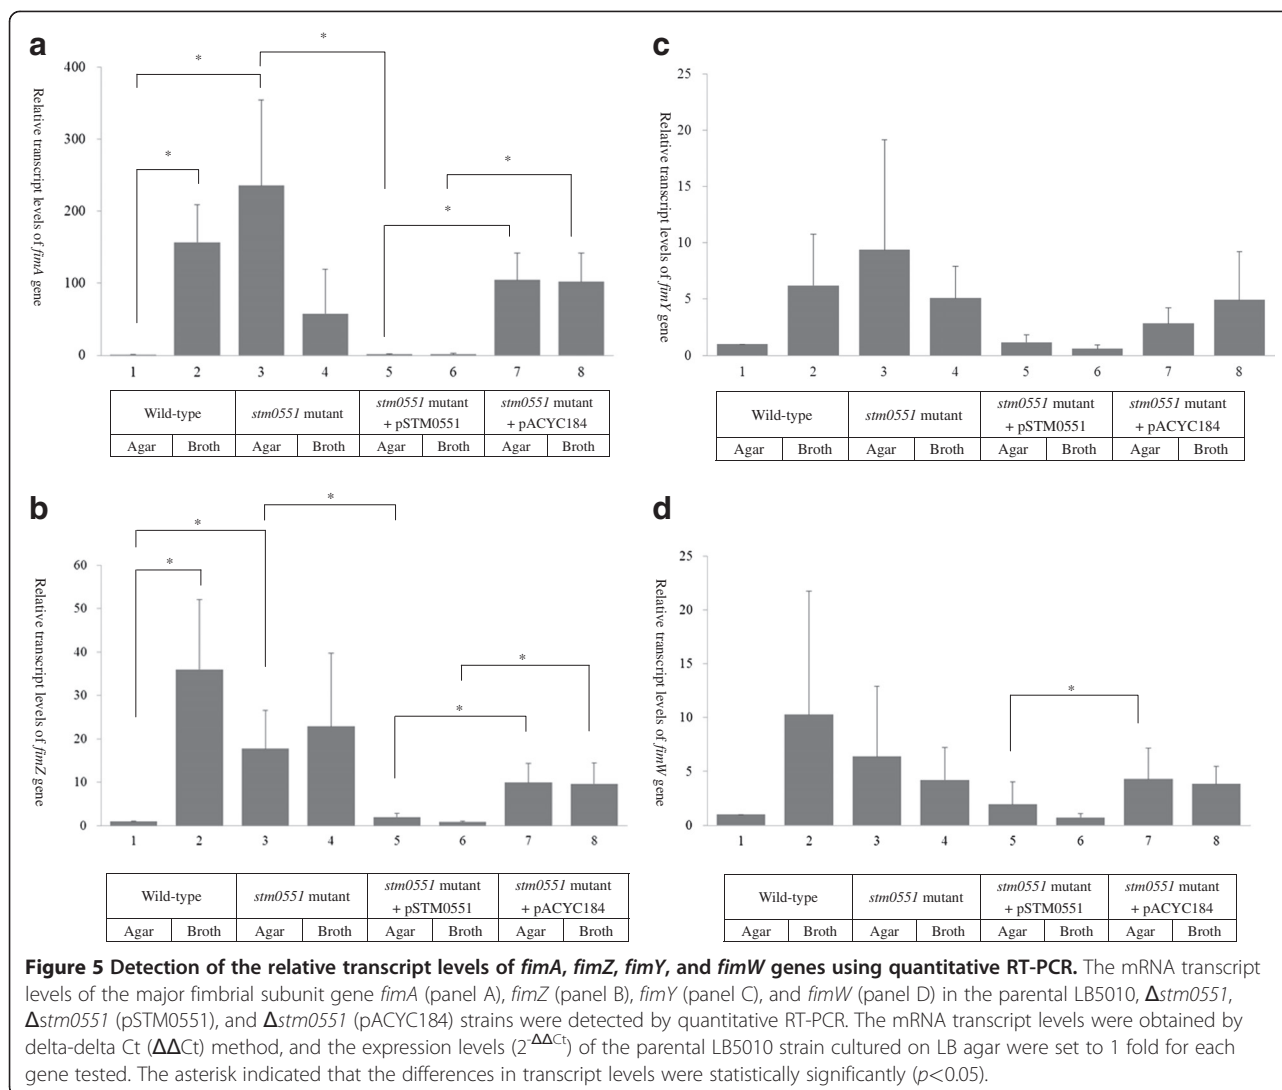 a
Relative transcript levels of fimA gene
400
300
200
100
0
*
*
*
*
*
1 2 3 4 5 6 7 8
Wild-type stm0551 mutant stm0551 mutant + pSTM0551 stm0551 mutant + pACYC184
Agar Broth Agar Broth Agar Broth Agar Broth
c
Relative transcript levels of fimY gene
25
20
15
10
5
0
1 2 3 4 5 6 7 8
Wild-type stm0551 mutant stm0551 mutant + pSTM0551 stm0551 mutant + pACYC184
Agar Broth Agar Broth Agar Broth Agar Broth
b
Relative transcript levels of fimZ gene
60
50
40
30
20
10
0
*
*
*
*
*
1 2 3 4 5 6 7 8
Wild-type stm0551 mutant stm0551 mutant + pSTM0551 stm0551 mutant + pACYC184
Agar Broth Agar Broth Agar Broth Agar Broth
d
Relative transcript levels of fimW gene
25
20
15
10
5
0
*
1 2 3 4 5 6 7 8
Wild-type stm0551 mutant stm0551 mutant + pSTM0551 stm0551 mutant + pACYC184
Agar Broth Agar Broth Agar Broth Agar Broth
Figure 5 Detection of the relative transcript levels of fimA, fimZ, fimY, and fimW genes using quantitative RT-PCR. The mRNA transcript
levels of the major fimbrial subunit gene fimA (panel A), fimZ (panel B), fimY (panel C), and fimW (panel D) in the parental LB5010, Δstm0551,
Δstm0551 (pSTM0551), and Δstm0551 (pACYC184) strains were detected by quantitative RT-PCR. The mRNA transcript levels were obtained by
delta-delta Ct (ΔΔCt) method, and the expression levels (2^-ΔΔCt) of the parental LB5010 strain cultured on LB agar were set to 1 fold for each
gene tested. The asterisk indicated that the differences in transcript levels were statistically significantly (p<0.05).